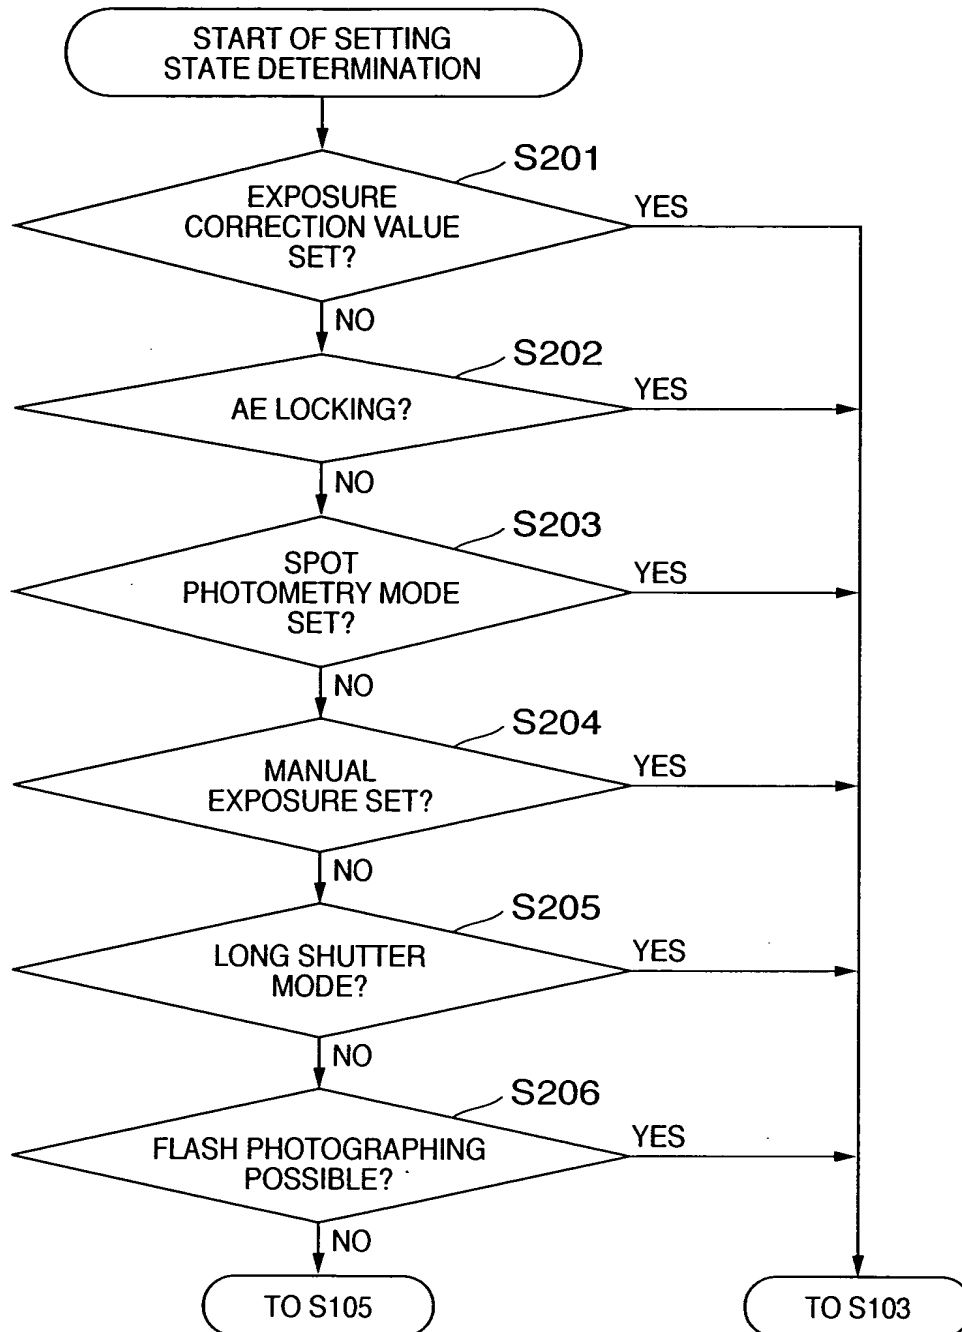 START OF SETTING
STATE DETERMINATION
S201
EXPOSURE
CORRECTION VALUE
SET?
YES
NO
S202
AE LOCKING?
YES
NO
S203
SPOT
PHOTOMETRY MODE
SET?
YES
NO
S204
MANUAL
EXPOSURE SET?
YES
NO
S205
LONG SHUTTER
MODE?
YES
NO
S206
FLASH PHOTOGRAPHING
POSSIBLE?
YES
NO
TO S105
TO S103